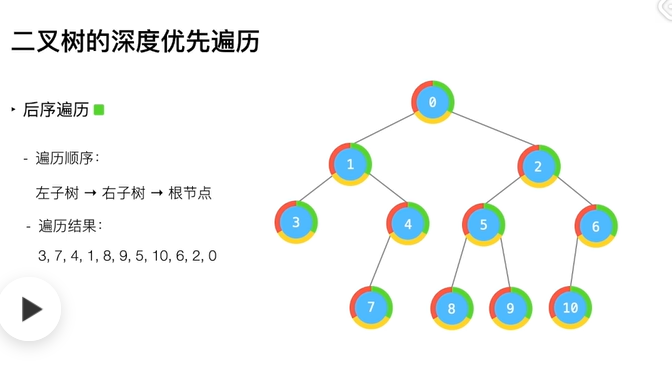 二叉树的深度优先遍历
‣ 后序遍历
- 遍历顺序：
左子树 → 右子树 → 根节点
- 遍历结果：
3, 7, 4, 1, 8, 9, 5, 10, 6, 2, 0
0
1
2
3
4
5
6
7
8
9
10